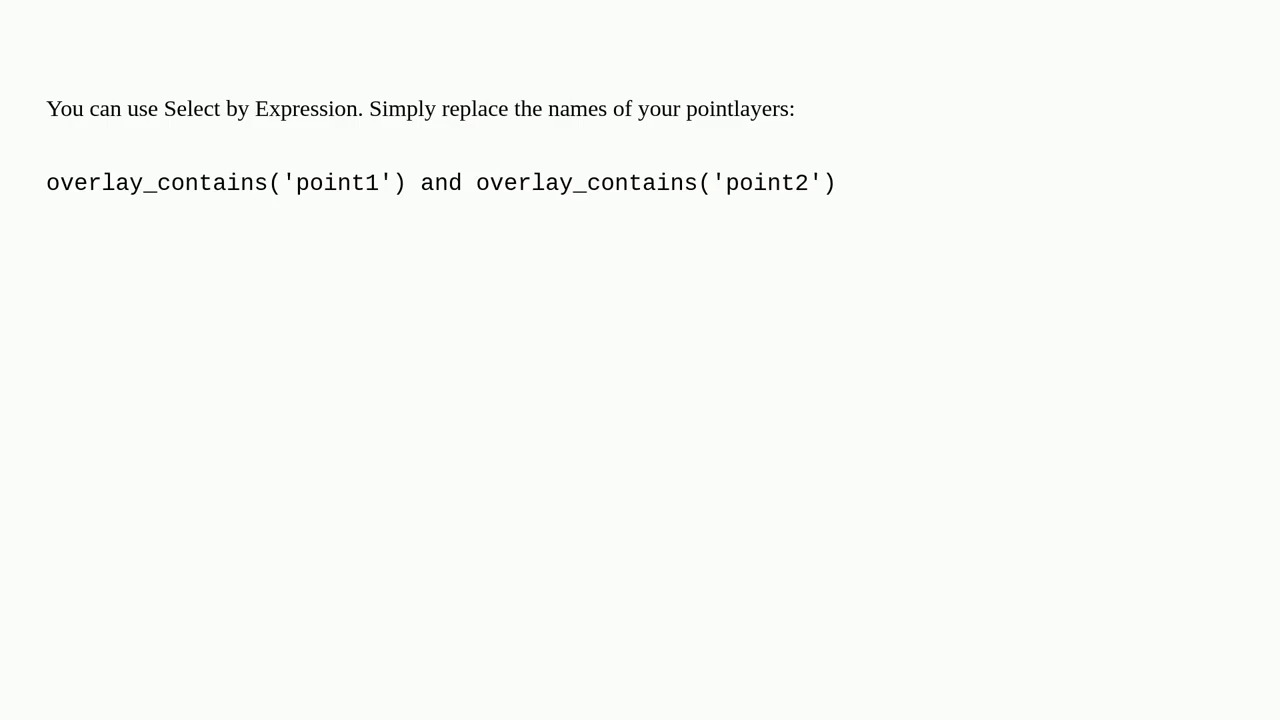 You can use Select by Expression. Simply replace the names of your pointlayers:
overlay_contains('point1') and overlay_contains('point2')